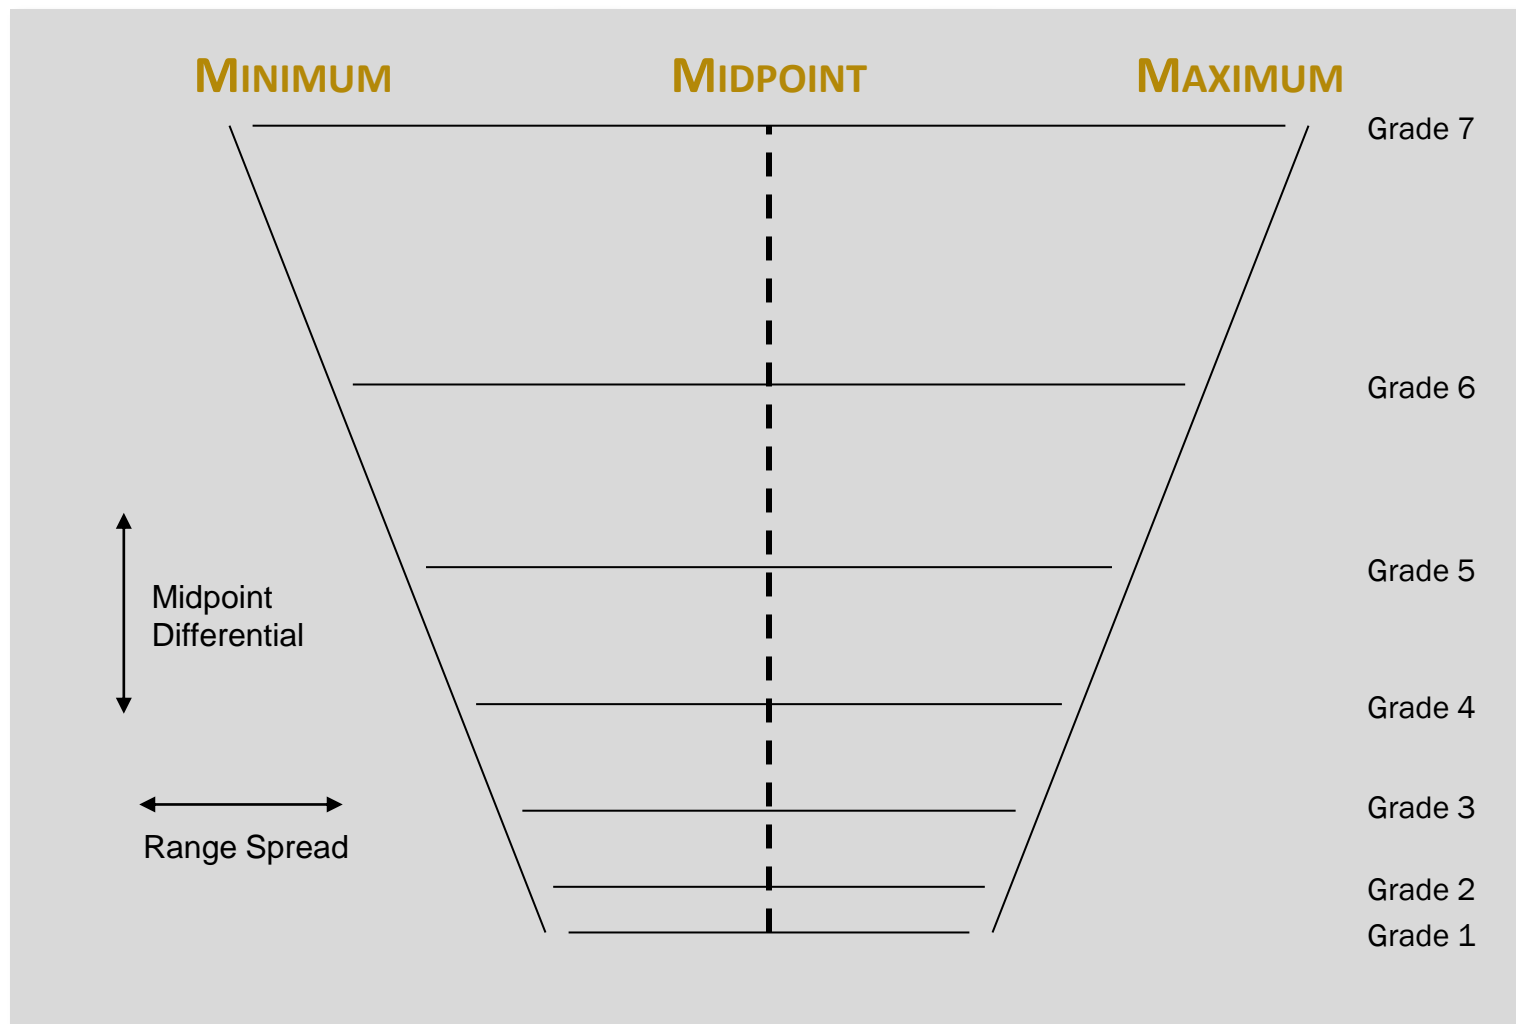 MINIMUM MIDPOINT MAXIMUM
Grade 7
Grade 6
Grade 5
Midpoint
Differential
Grade 4
Grade 3
Range Spread
Grade 2
Grade 1